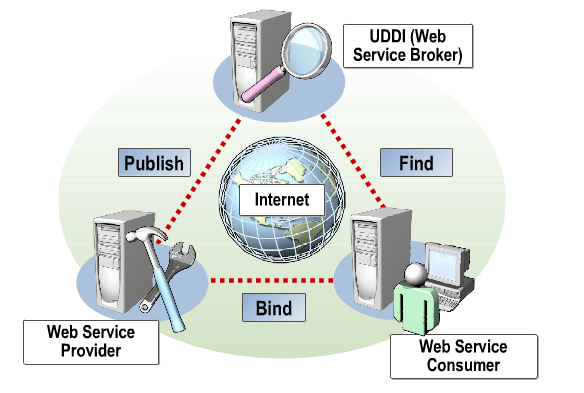 UDDI (Web
Service Broker)
Publish
Find
Internet
Bind
Web Service
Provider
Web Service
Consumer